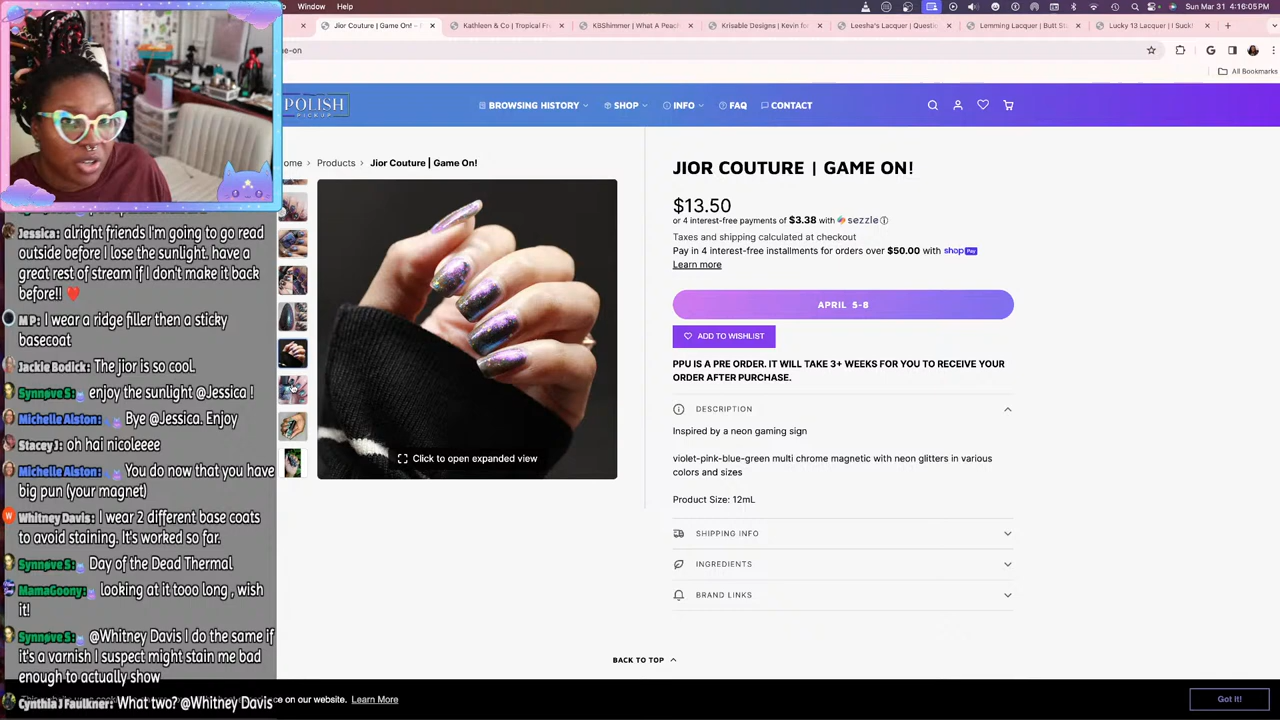 Window
Help
Sun Mar 31 4:16:05 PM
Jior Couture | Game On! –
Kathleen & Co | Tropical Fr
KBShimmer | What A Peach
Krisable Designs | Kevin fo
Leesha's Lacquer | Questi
Lemming Lacquer | Butt St
Lucky 13 Lacquer | I Suck!
e-on
All Bookmarks
POLISH
PICKUP
BROWSING HISTORY
SHOP
INFO
FAQ
CONTACT
ome
Products
Jior Couture | Game On!
JIOR COUTURE | GAME ON!
$13.50
or 4 interest-free payments of $3.38 with sezzle
Taxes and shipping calculated at checkout
Pay in 4 interest-free installments for orders over $50.00 with shop Pay
Learn more
APRIL 5-8
ADD TO WISHLIST
PPU IS A PRE ORDER. IT WILL TAKE 3+ WEEKS FOR YOU TO RECEIVE YOUR
ORDER AFTER PURCHASE.
DESCRIPTION
Inspired by a neon gaming sign
violet-pink-blue-green multi chrome magnetic with neon glitters in various
colors and sizes
Product Size: 12mL
SHIPPING INFO
INGREDIENTS
BRAND LINKS
Click to open expanded view
BACK TO TOP
ce on our website. Learn More
Got It!
Jessica: alright friends I'm going to go read
outside before I lose the sunlight. have a
great rest of stream if I don't make it back
before!!
M P: I wear a ridge filler then a sticky
basecoat
Jackie Bodick: The jior is so cool.
Synnøve S: enjoy the sunlight @Jessica !
Michelle Alston: Bye @Jessica. Enjoy
Stacey J: oh hai nicoleeee
Michelle Alston: You do now that you have
big pun (your magnet)
Whitney Davis: I wear 2 different base coats
to avoid staining. It's worked so far.
Synnøve S: Day of the Dead Thermal
MamaGoony: looking at it tooo long , wish
it!
Synnøve S: @Whitney Davis I do the same if
it's a varnish I suspect might stain me bad
enough to actually show
Cynthia J Faulkner: What two? @Whitney Davis